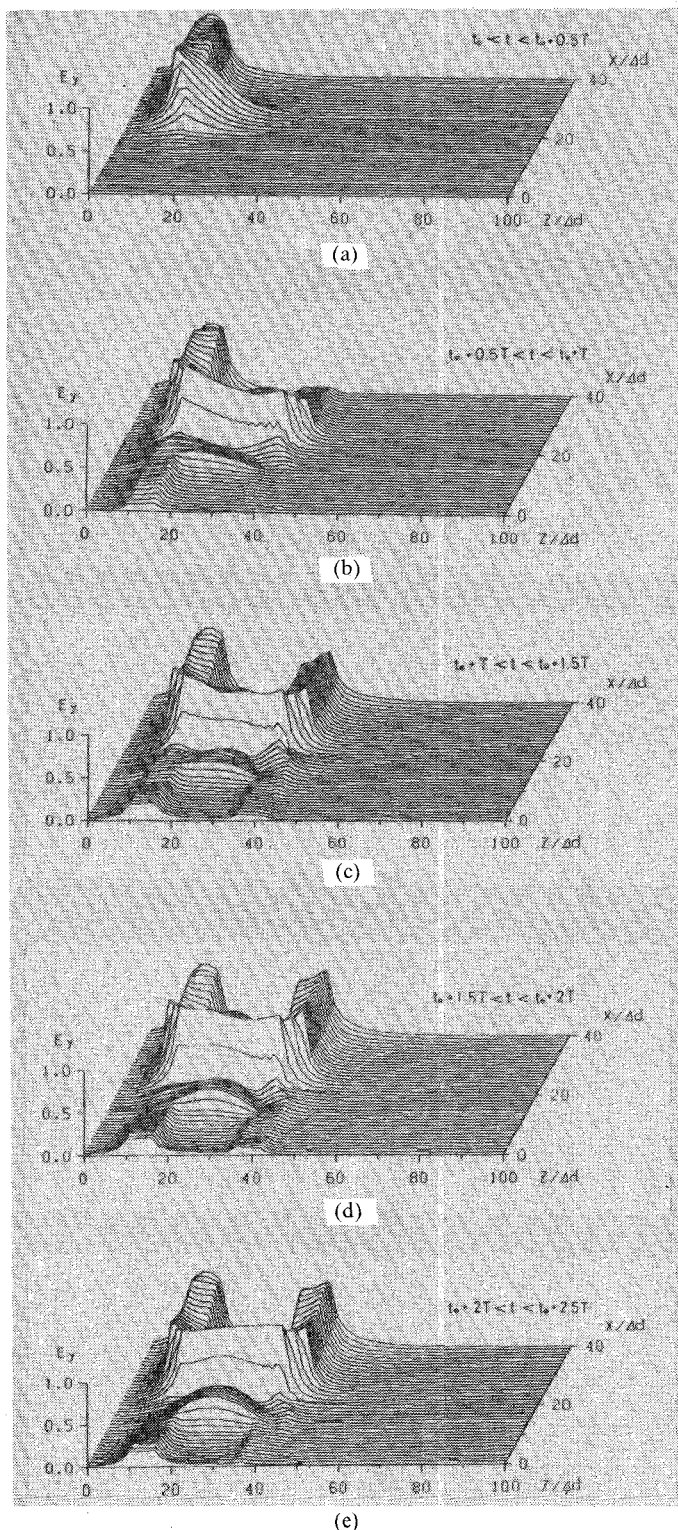 t₀ < t < t₀+0.5T
X/Δd
Ey
40
1.0
20
0.5
0.0
0
0 20 40 60 80 100 Z/Δd
(a)
t₀+0.5T < t < t₀+T
X/Δd
Ey
40
1.0
20
0.5
0.0
0
0 20 40 60 80 100 Z/Δd
(b)
t₀+T < t < t₀+1.5T
X/Δd
Ey
40
1.0
20
0.5
0.0
0
0 20 40 60 80 100 Z/Δd
(c)
t₀+1.5T < t < t₀+2T
X/Δd
Ey
40
1.0
20
0.5
0.0
0
0 20 40 60 80 100 Z/Δd
(d)
t₀+2T < t < t₀+2.5T
X/Δd
Ey
40
1.0
20
0.5
0.0
0
0 20 40 60 80 100 Z/Δd
(e)